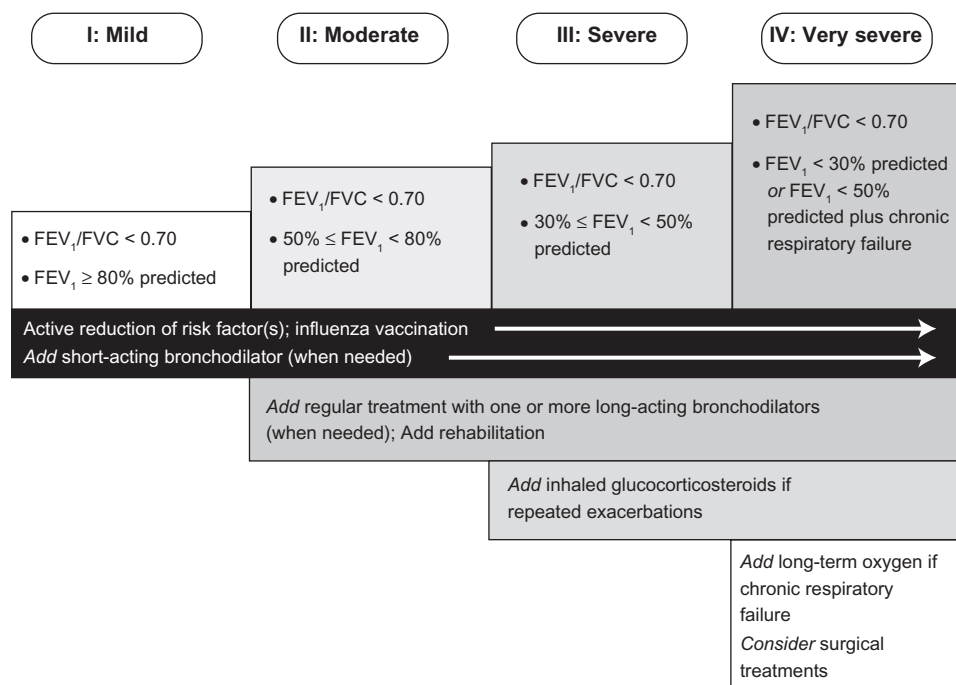 I: Mild
II: Moderate
III: Severe
IV: Very severe
• FEV₁/FVC < 0.70
• FEV₁ ≥ 80% predicted
• FEV₁/FVC < 0.70
• 50% ≤ FEV₁ < 80%
predicted
• FEV₁/FVC < 0.70
• 30% ≤ FEV₁ < 50%
predicted
• FEV₁/FVC < 0.70
• FEV₁ < 30% predicted
or FEV₁ < 50%
predicted plus chronic
respiratory failure
Active reduction of risk factor(s); influenza vaccination
Add short-acting bronchodilator (when needed)
Add regular treatment with one or more long-acting bronchodilators
(when needed); Add rehabilitation
Add inhaled glucocorticosteroids if
repeated exacerbations
Add long-term oxygen if
chronic respiratory
failure
Consider surgical
treatments